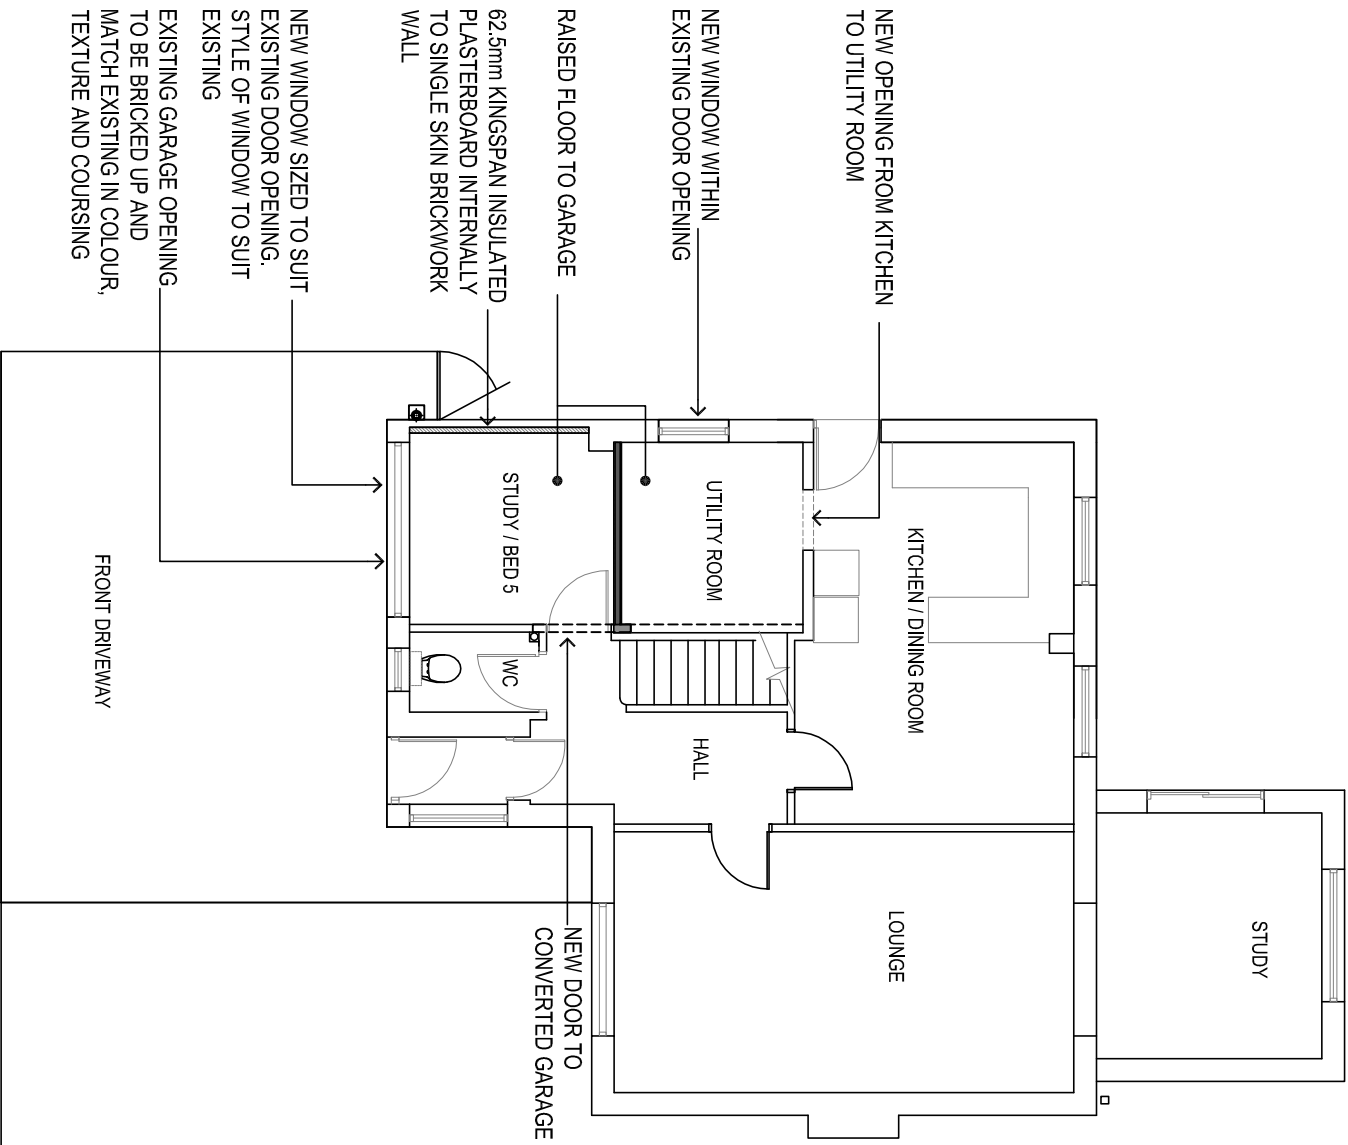 NEW OPENING FROM KITCHEN
TO UTILITY ROOM
NEW WINDOW WITHIN
EXISTING DOOR OPENING
RAISED FLOOR TO GARAGE
62.5mm KINGSPAN INSULATED
PLASTERBOARD INTERNALLY
TO SINGLE SKIN BRICKWORK
WALL
NEW WINDOW SIZED TO SUIT
EXISTING DOOR OPENING.
STYLE OF WINDOW TO SUIT
EXISTING
EXISTING GARAGE OPENING
TO BE BRICKED UP AND
MATCH EXISTING IN COLOUR,
TEXTURE AND COURSING
KITCHEN / DINING ROOM
UTILITY ROOM
STUDY / BED 5
WC
HALL
FRONT DRIVEWAY
STUDY
LOUNGE
NEW DOOR TO
CONVERTED GARAGE